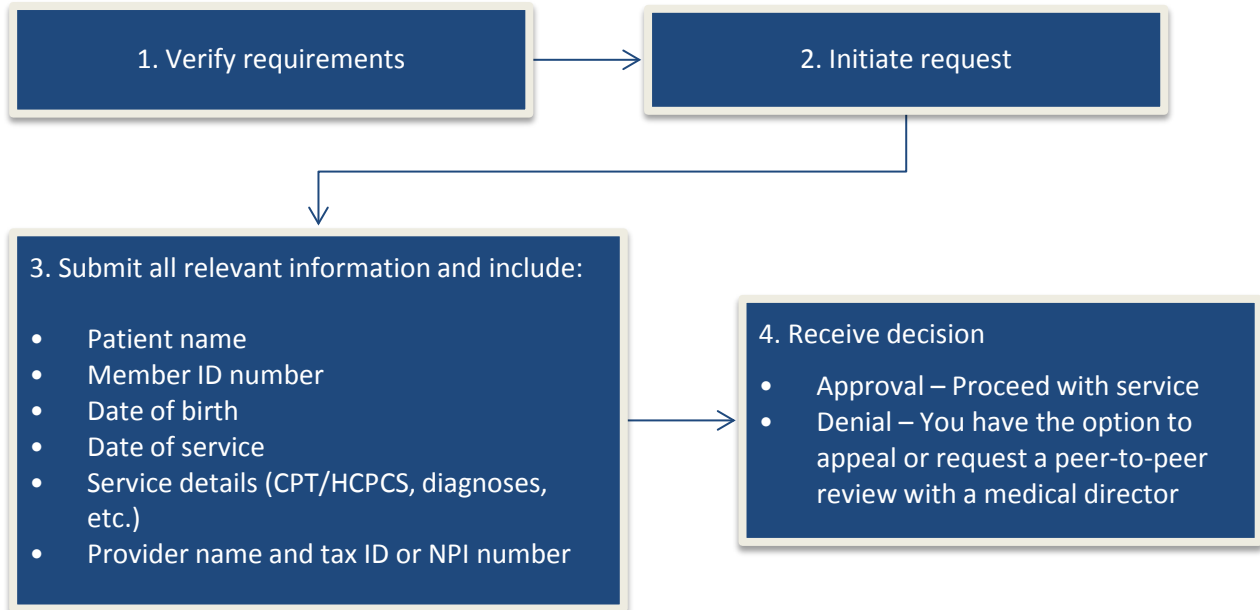 1. Verify requirements
2. Initiate request
3. Submit all relevant information and include:
• Patient name
• Member ID number
• Date of birth
• Date of service
• Service details (CPT/HCPCS, diagnoses,
etc.)
• Provider name and tax ID or NPI number
4. Receive decision
• Approval – Proceed with service
• Denial – You have the option to
appeal or request a peer-to-peer
review with a medical director